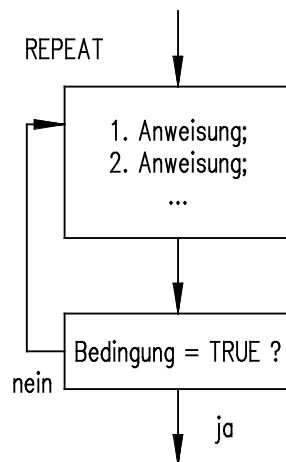 REPEAT
1. Anweisung;
2. Anweisung;
...
Bedingung = TRUE ?
nein
ja